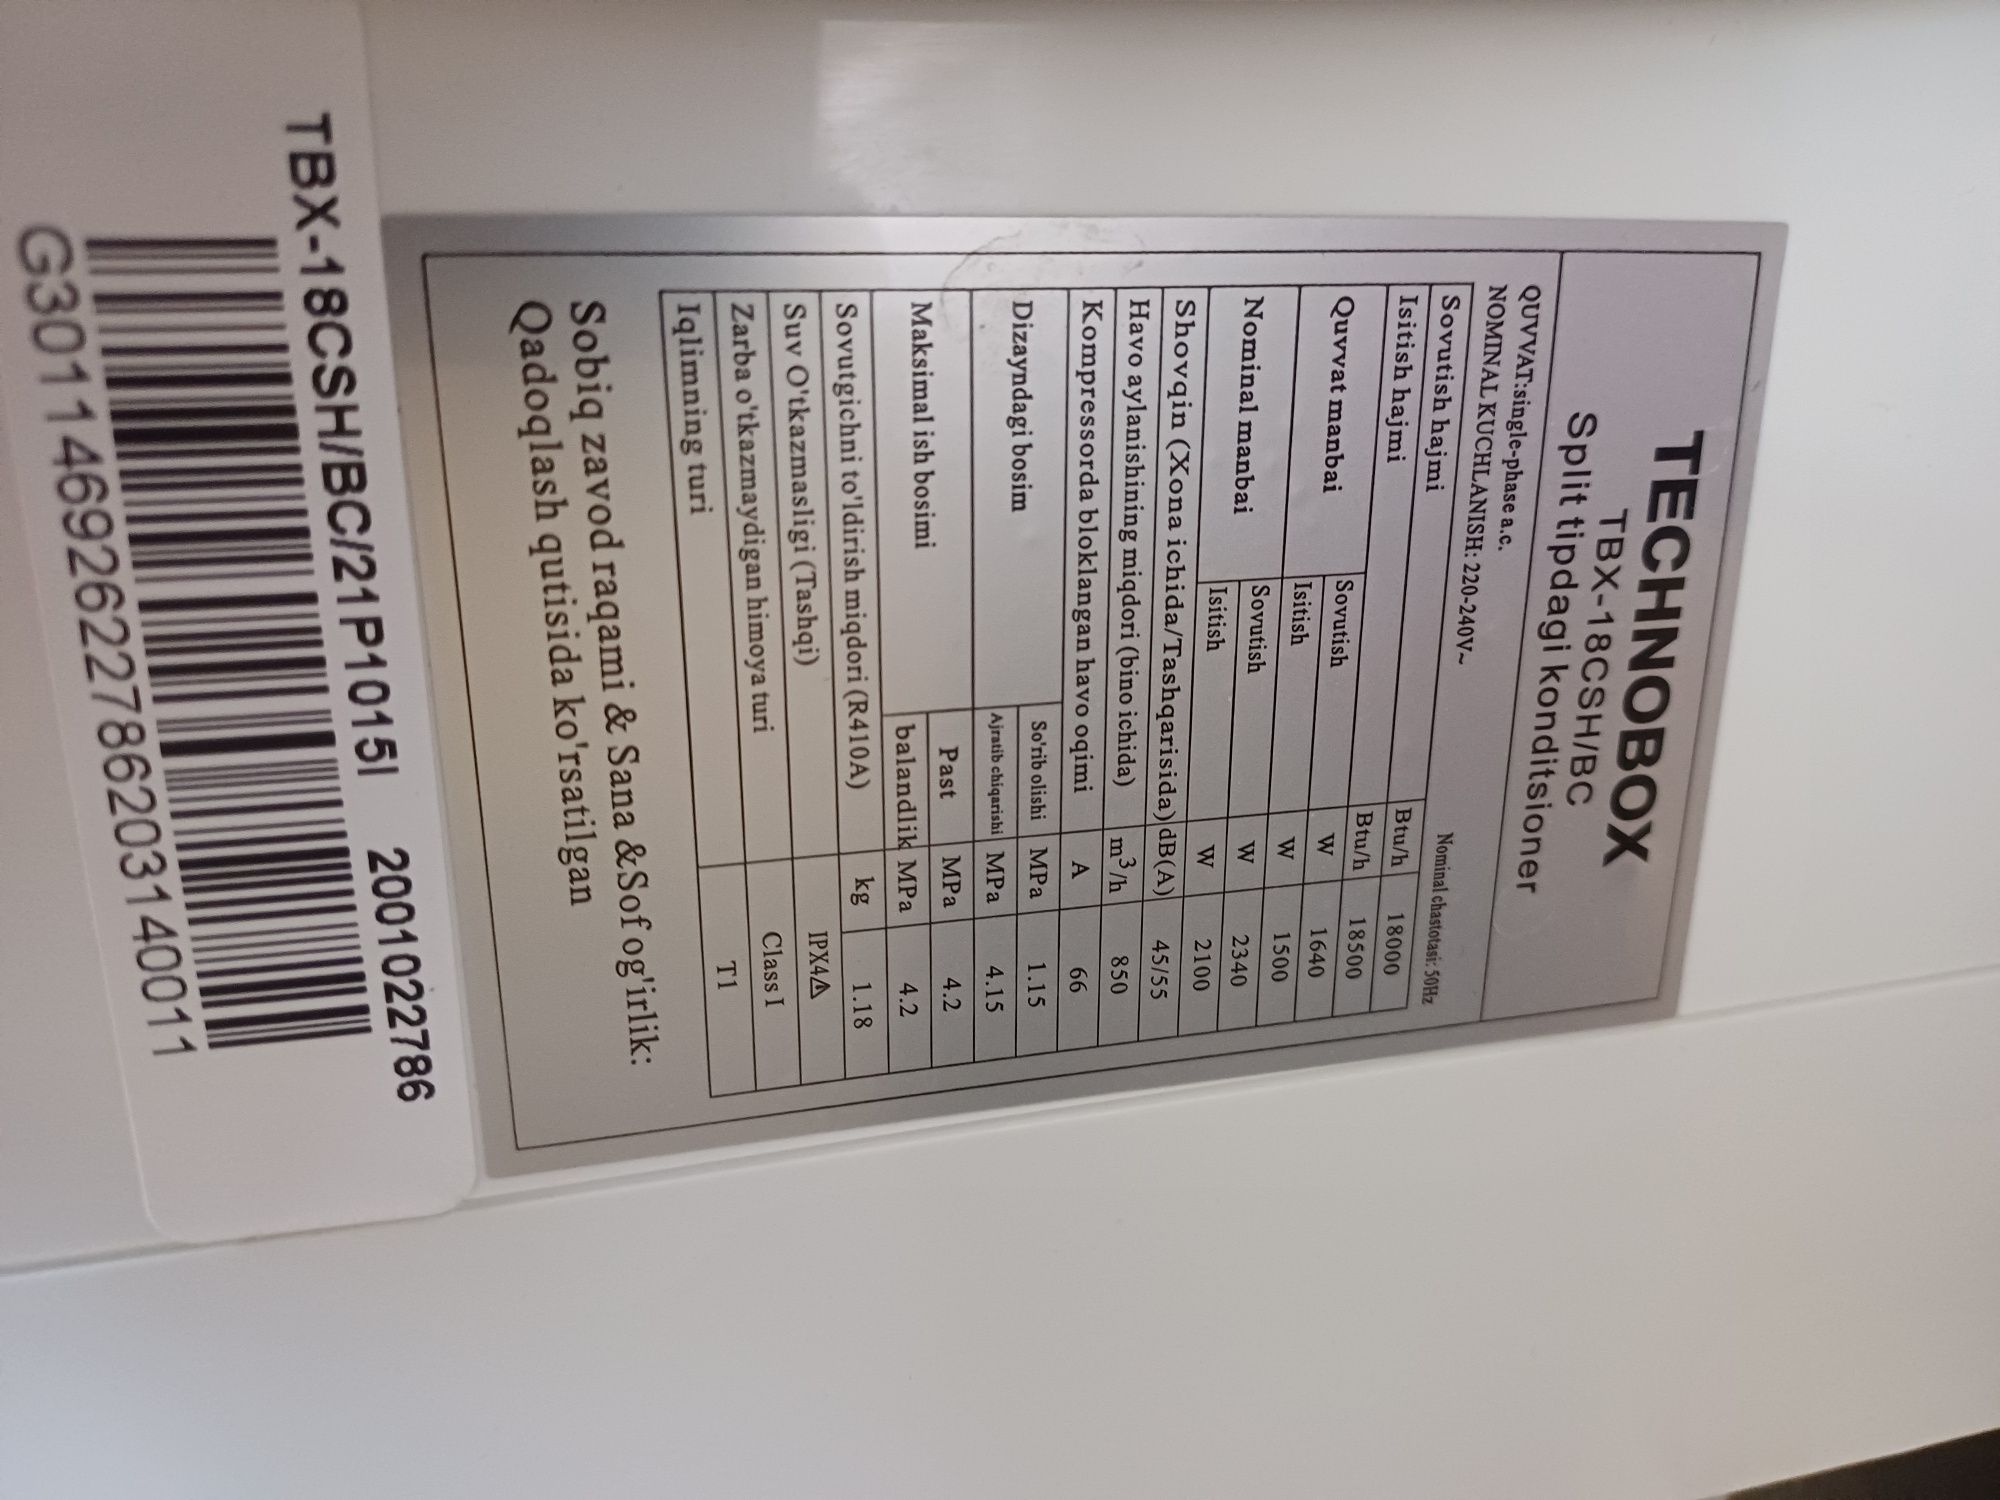 TECHNOBOX
TBX-18CSH/BC
Split tipdagi konditsioner
QUVVAT:single-phase a.c.
NOMINAL KUCHLANISH: 220-240V~ Nominal chastotasi: 50Hz
Sovutish hajmi Btu/h 18000
Isitish hajmi Btu/h 18500
Quvvat manbai Sovutish W 1640
Isitish W 1500
Nominal manbai Sovutish W 2340
Isitish W 2100
Shovqin (Xona ichida/Tashqarisida) dB(A) 45/55
Havo aylanishining miqdori (bino ichida) m³/h 850
Kompressorda bloklangan havo oqimi A 66
Dizayndagi bosim So'rib olishi MPa 1.15
Ajratib chiqarishi MPa 4.15
Maksimal ish bosimi Past MPa 4.2
balandlik MPa 4.2
Sovutgichni to'ldirish miqdori (R410A) kg 1.18
Suv O'tkazmasligi (Tashqi) IPX4⚠
Zarba o'tkazmaydigan himoya turi Class I
Iqlimning turi T1
Sobiq zavod raqami & Sana &Sof og'irlik:
Qadoqlash qutisida ko'rsatilgan
TBX-18CSH/BC/21P1015I 2001022786
G30114692622786203140011